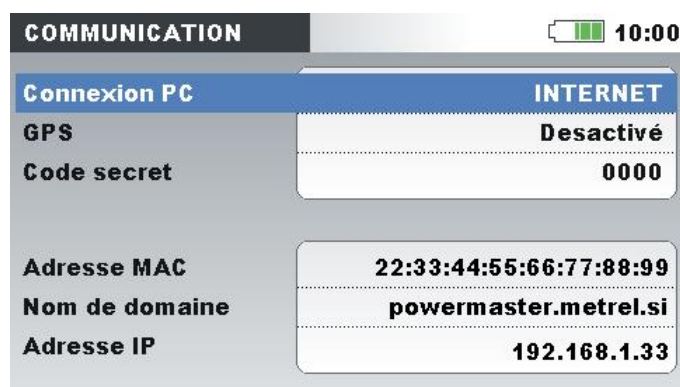 COMMUNICATION 10:00
Connexion PC INTERNET
GPS Desactivé
Code secret 0000
Adresse MAC 22:33:44:55:66:77:88:99
Nom de domaine powermaster.metrel.si
Adresse IP 192.168.1.33